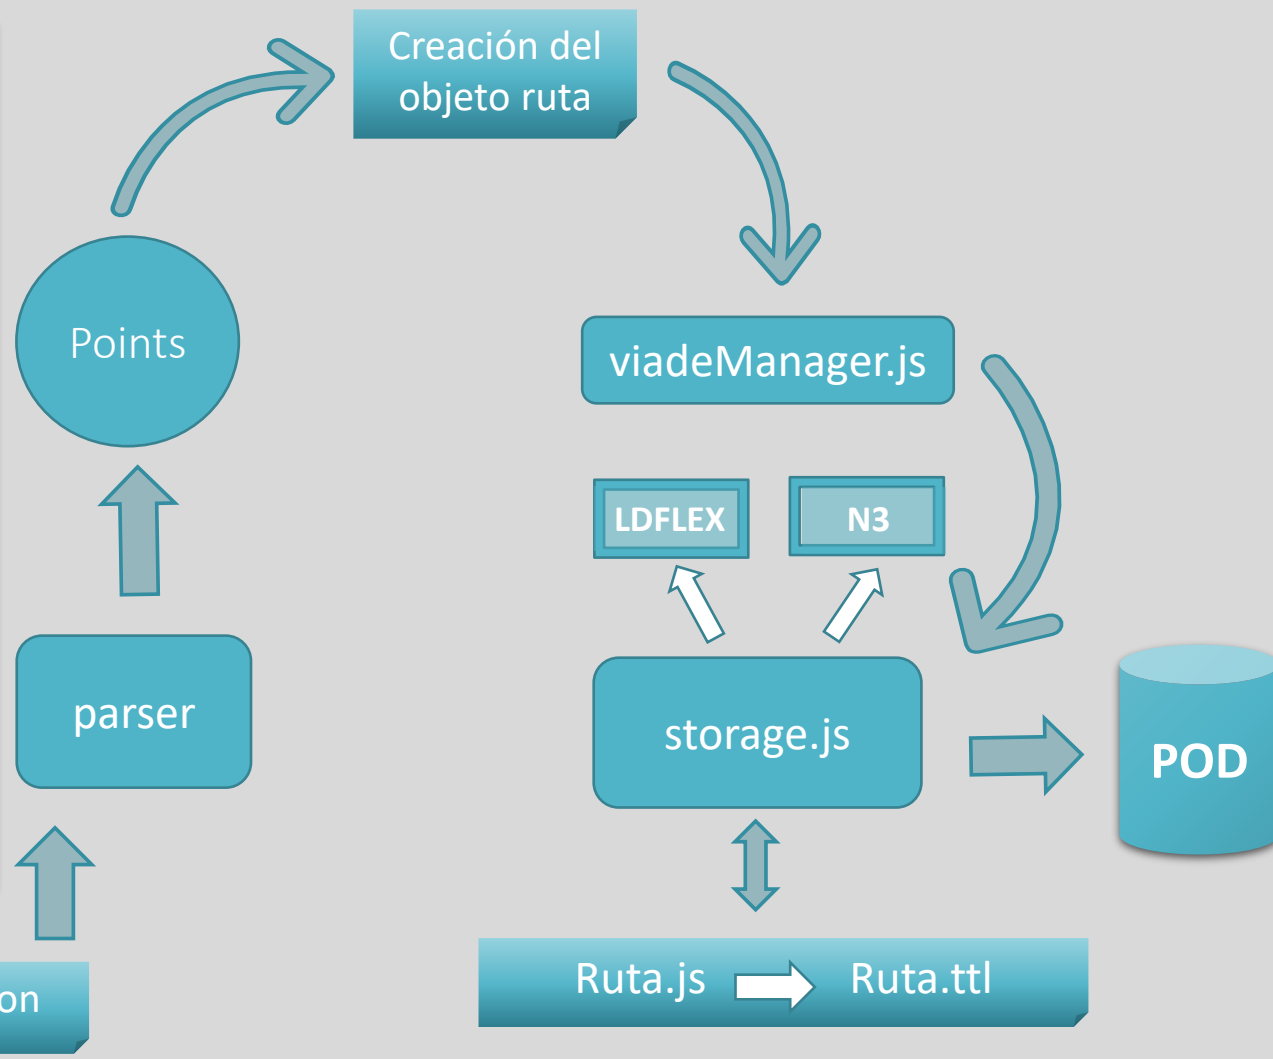 Creación del
objeto ruta
Points
viadeManager.js
LDFLEX
N3
parser
storage.js
POD
on
Ruta.js
Ruta.ttl